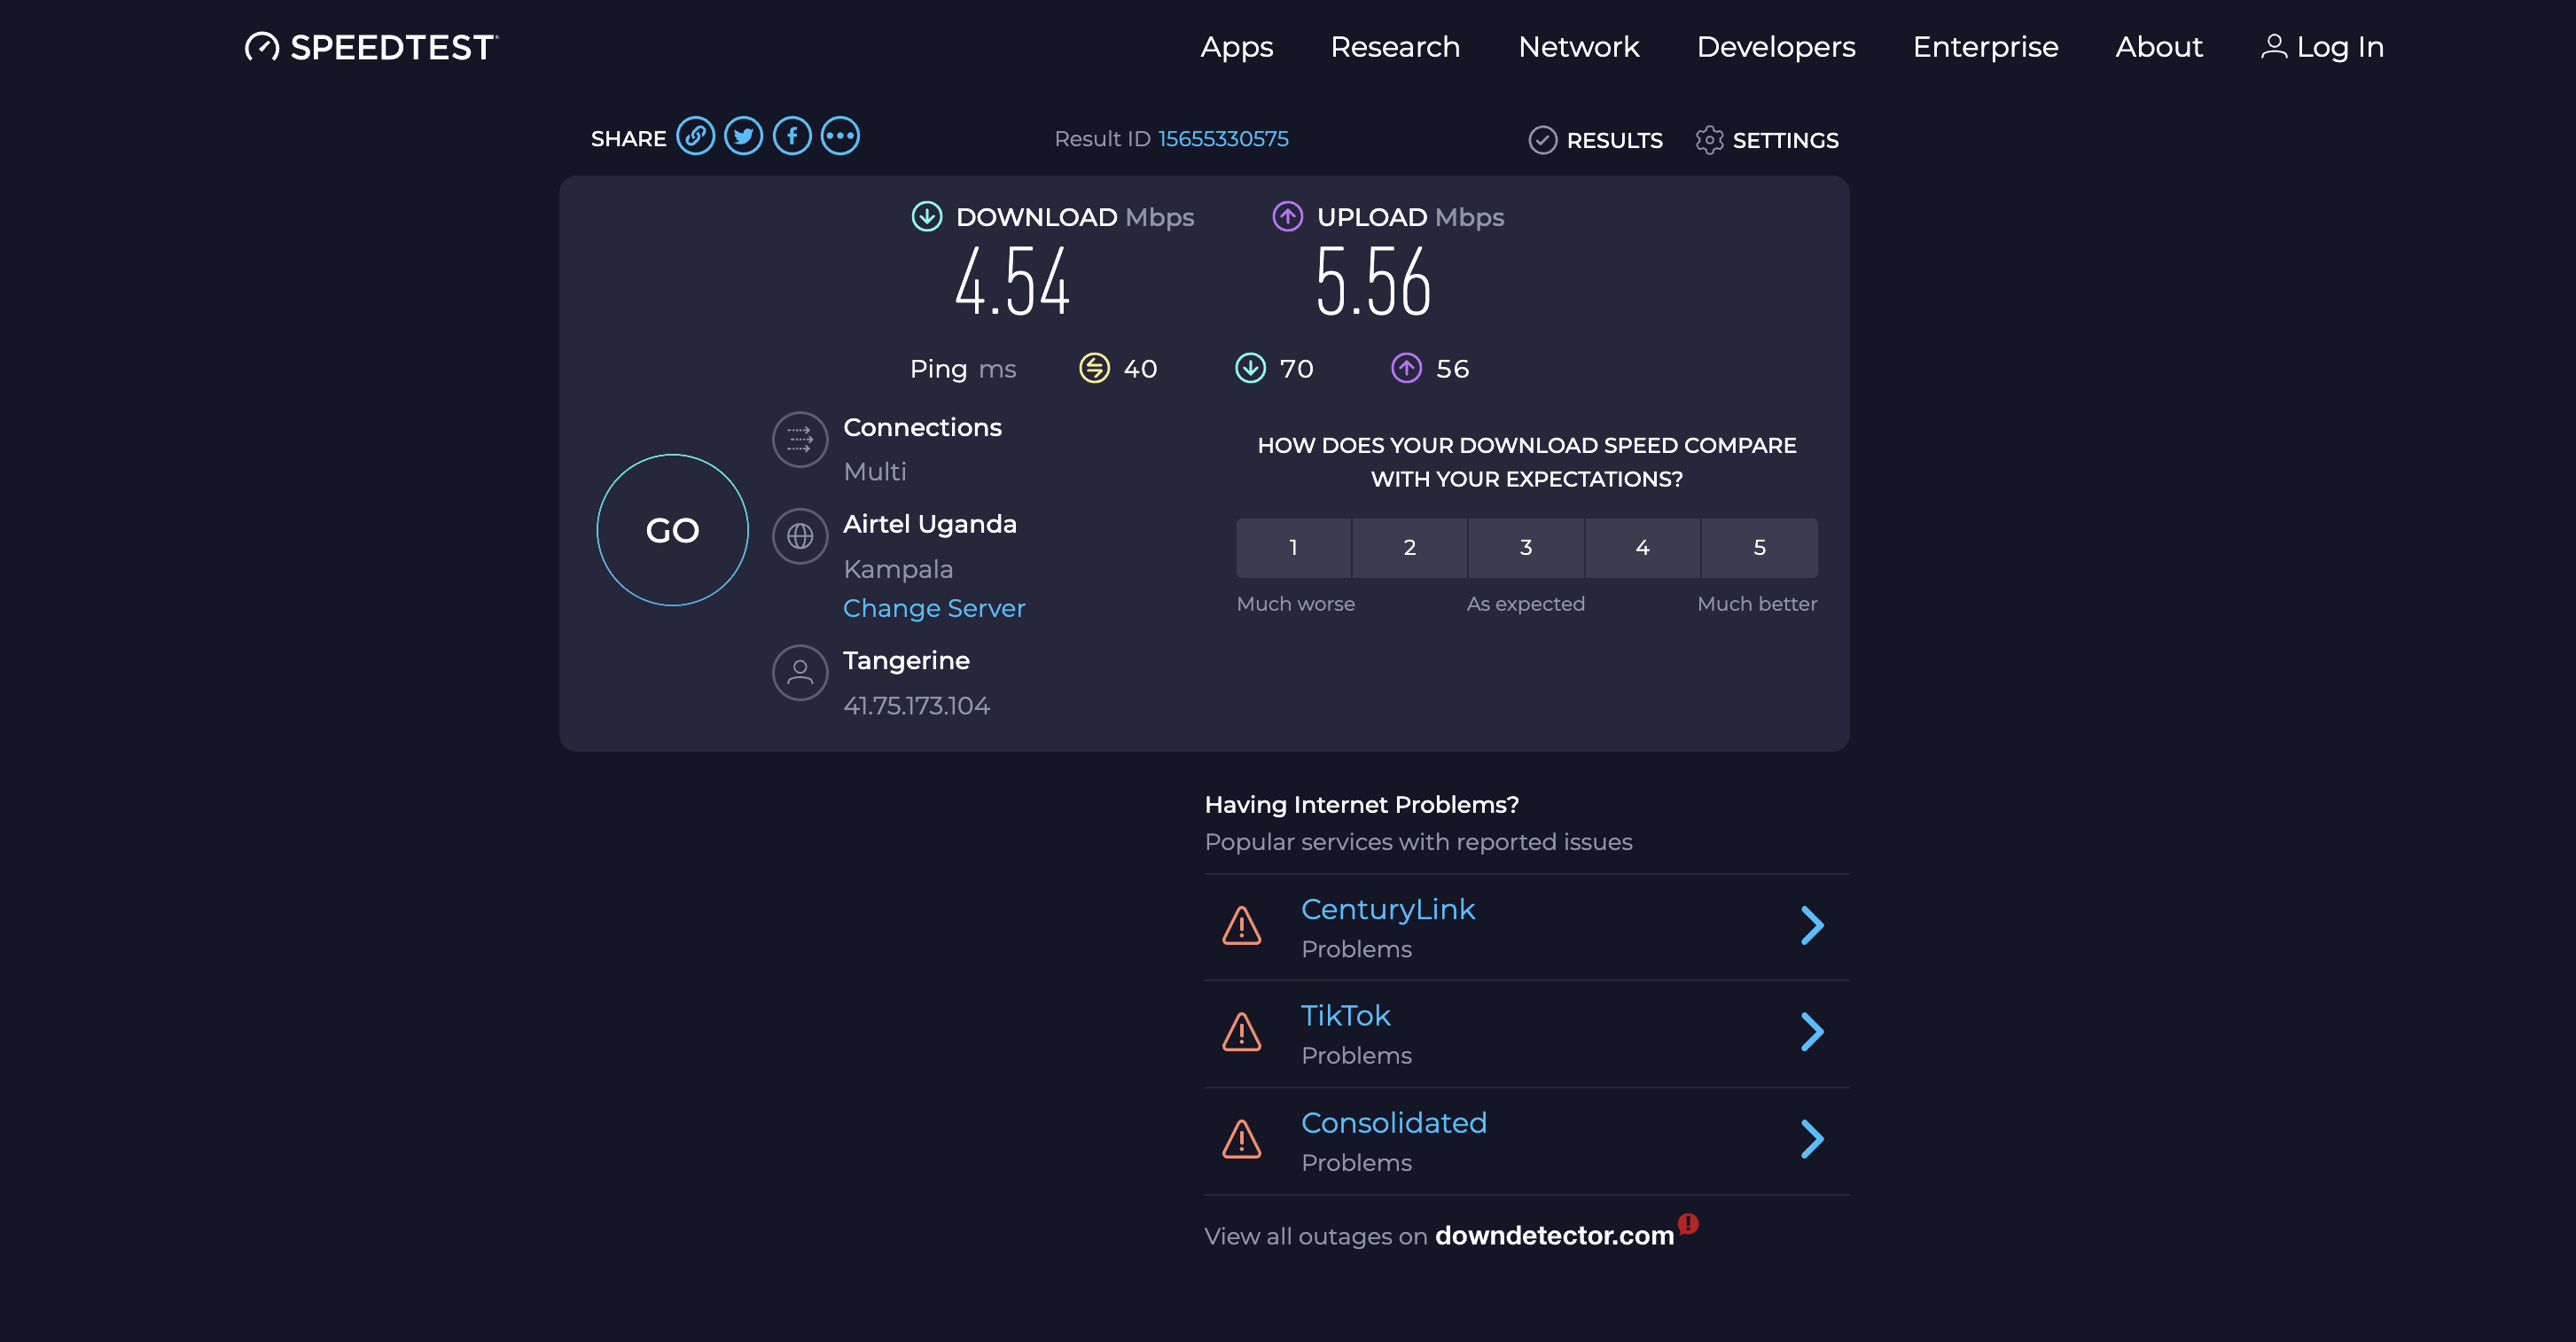 SPEEDTEST
Apps Research Network Developers Enterprise About Log In
SHARE Result ID 15655330575 RESULTS SETTINGS
DOWNLOAD Mbps UPLOAD Mbps
4.54 5.56
Ping ms 40 70 56
GO
Connections
Multi
Airtel Uganda
Kampala
Change Server
Tangerine
41.75.173.104
HOW DOES YOUR DOWNLOAD SPEED COMPARE
WITH YOUR EXPECTATIONS?
1 2 3 4 5
Much worse As expected Much better
Having Internet Problems?
Popular services with reported issues
CenturyLink
Problems
TikTok
Problems
Consolidated
Problems
View all outages on downdetector.com